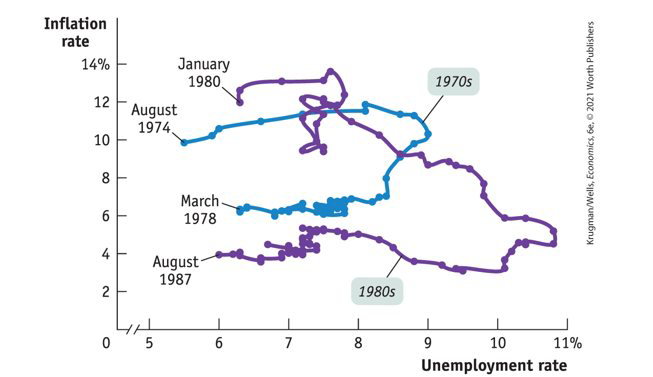 Inflation
rate
14%
12
10
8
6
4
2
0
5
6
7
8
9
10
11%
Unemployment rate
January
1980
August
1974
March
1978
August
1987
1970s
1980s
Krugman/Wells, Economics, 6e, © 2021 Worth Publishers